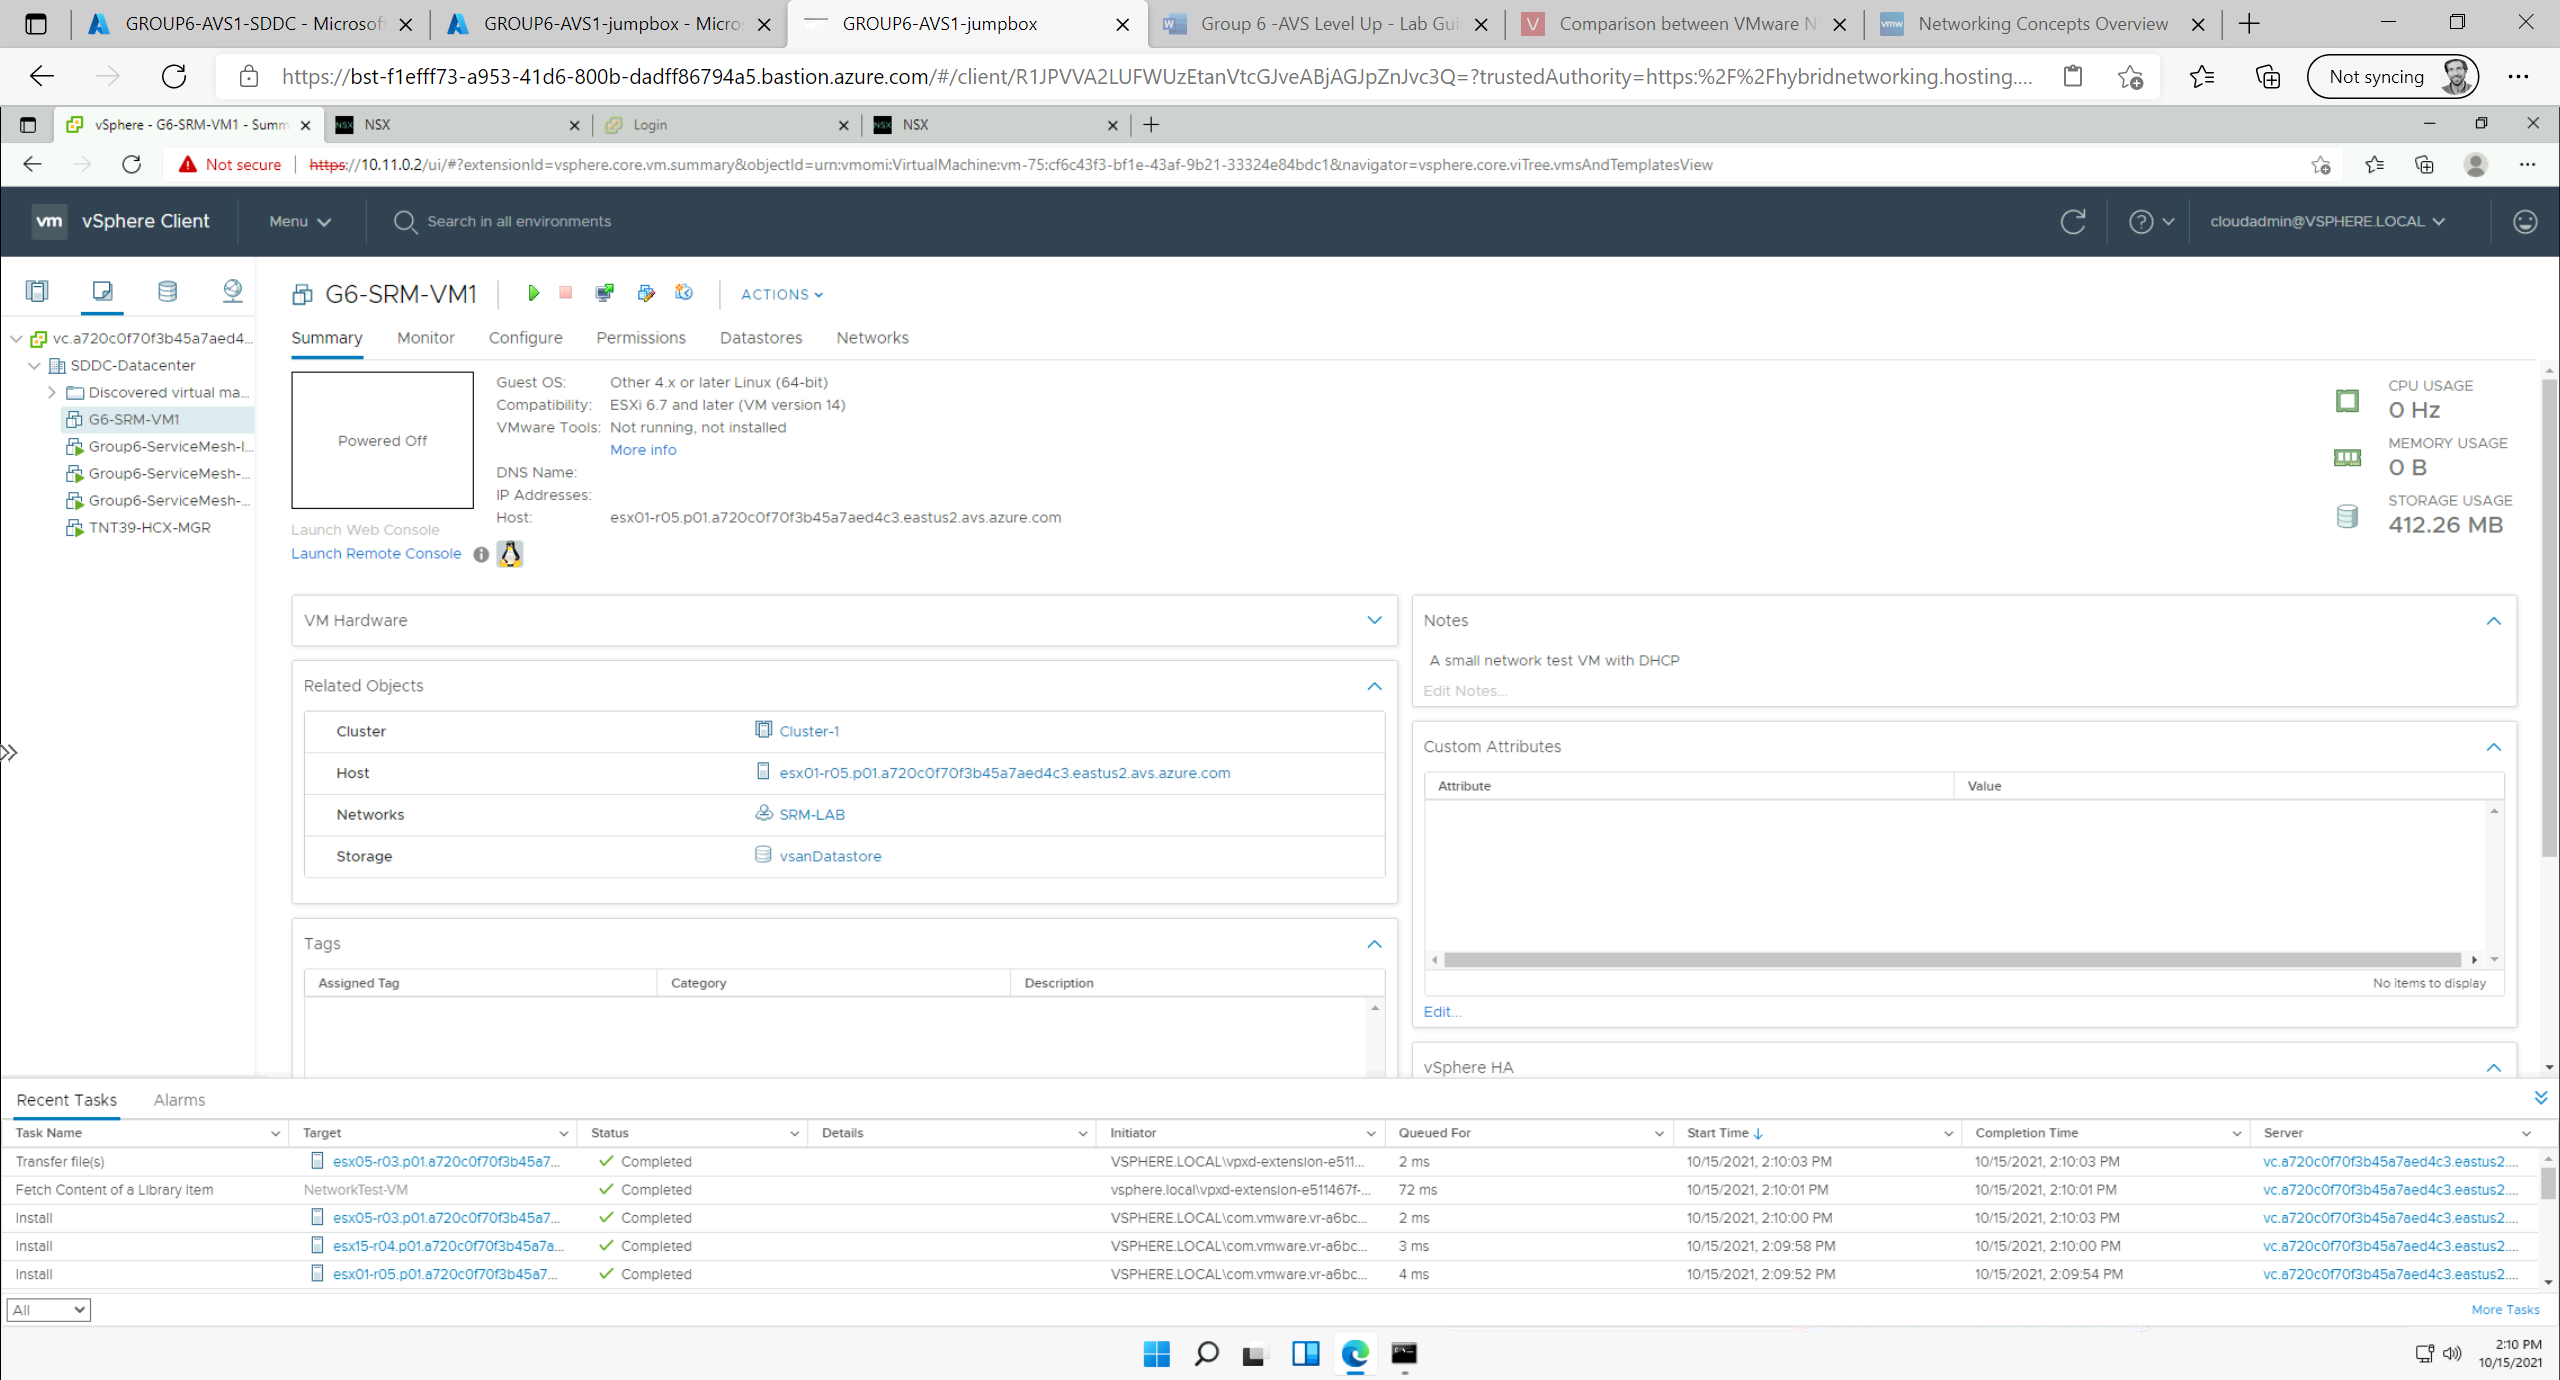 GROUP6-AVS1-SDDC - Microsoft
GROUP6-AVS1-jumpbox - Micro
GROUP6-AVS1-jumpbox
Group 6 -AVS Level Up - Lab Gui
Comparison between VMware N
Networking Concepts Overview
https://bst-f1efff73-a953-41d6-800b-dadff86794a5.bastion.azure.com/#/client/R1JPVVA2LUFWUzEtanVtcGJveABjAGJpZnJvc3Q=?trustedAuthority=https:%2F%2Fhybridnetworking.hosting....
Not syncing
vSphere - G6-SRM-VM1 - Summ
NSX
Login
NSX
Not secure
https://10.11.0.2/ui/#?extensionId=vsphere.core.vm.summary&objectId=urn:vmomi:VirtualMachine:vm-75:cf6c43f3-bf1e-43af-9b21-33324e84bdc1&navigator=vsphere.core.viTree.vmsAndTemplatesView
vm vSphere Client
Menu
Search in all environments
cloudadmin@VSPHERE.LOCAL
vc.a720c0f70f3b45a7aed4...
SDDC-Datacenter
Discovered virtual ma...
G6-SRM-VM1
Group6-ServiceMesh-I...
Group6-ServiceMesh-...
Group6-ServiceMesh-...
TNT39-HCX-MGR
G6-SRM-VM1
ACTIONS
Summary Monitor Configure Permissions Datastores Networks
Powered Off
Launch Web Console
Launch Remote Console
Guest OS: Other 4.x or later Linux (64-bit)
Compatibility: ESXi 6.7 and later (VM version 14)
VMware Tools: Not running, not installed
More info
DNS Name:
IP Addresses:
Host: esx01-r05.p01.a720c0f70f3b45a7aed4c3.eastus2.avs.azure.com
CPU USAGE
0 Hz
MEMORY USAGE
0 B
STORAGE USAGE
412.26 MB
VM Hardware
Related Objects
Cluster Cluster-1
Host esx01-r05.p01.a720c0f70f3b45a7aed4c3.eastus2.avs.azure.com
Networks SRM-LAB
Storage vsanDatastore
Tags
Assigned Tag Category Description
Notes
A small network test VM with DHCP
Edit Notes...
Custom Attributes
Attribute Value
No items to display
Edit...
vSphere HA
Recent Tasks Alarms
Task Name Target Status Details Initiator Queued For Start Time Completion Time Server
Transfer file(s) esx05-r03.p01.a720c0f70f3b45a7... Completed VSPHERE.LOCAL\vpxd-extension-e511... 2 ms 10/15/2021, 2:10:03 PM 10/15/2021, 2:10:03 PM vc.a720c0f70f3b45a7aed4c3.eastus2....
Fetch Content of a Library Item NetworkTest-VM Completed vsphere.local\vpxd-extension-e511467f-... 72 ms 10/15/2021, 2:10:01 PM 10/15/2021, 2:10:01 PM vc.a720c0f70f3b45a7aed4c3.eastus2....
Install esx05-r03.p01.a720c0f70f3b45a7... Completed VSPHERE.LOCAL\com.vmware.vr-a6bc... 2 ms 10/15/2021, 2:10:00 PM 10/15/2021, 2:10:03 PM vc.a720c0f70f3b45a7aed4c3.eastus2....
Install esx15-r04.p01.a720c0f70f3b45a7a... Completed VSPHERE.LOCAL\com.vmware.vr-a6bc... 3 ms 10/15/2021, 2:09:58 PM 10/15/2021, 2:10:00 PM vc.a720c0f70f3b45a7aed4c3.eastus2....
Install esx01-r05.p01.a720c0f70f3b45a7... Completed VSPHERE.LOCAL\com.vmware.vr-a6bc... 4 ms 10/15/2021, 2:09:52 PM 10/15/2021, 2:09:54 PM vc.a720c0f70f3b45a7aed4c3.eastus2....
All
More Tasks
2:10 PM
10/15/2021